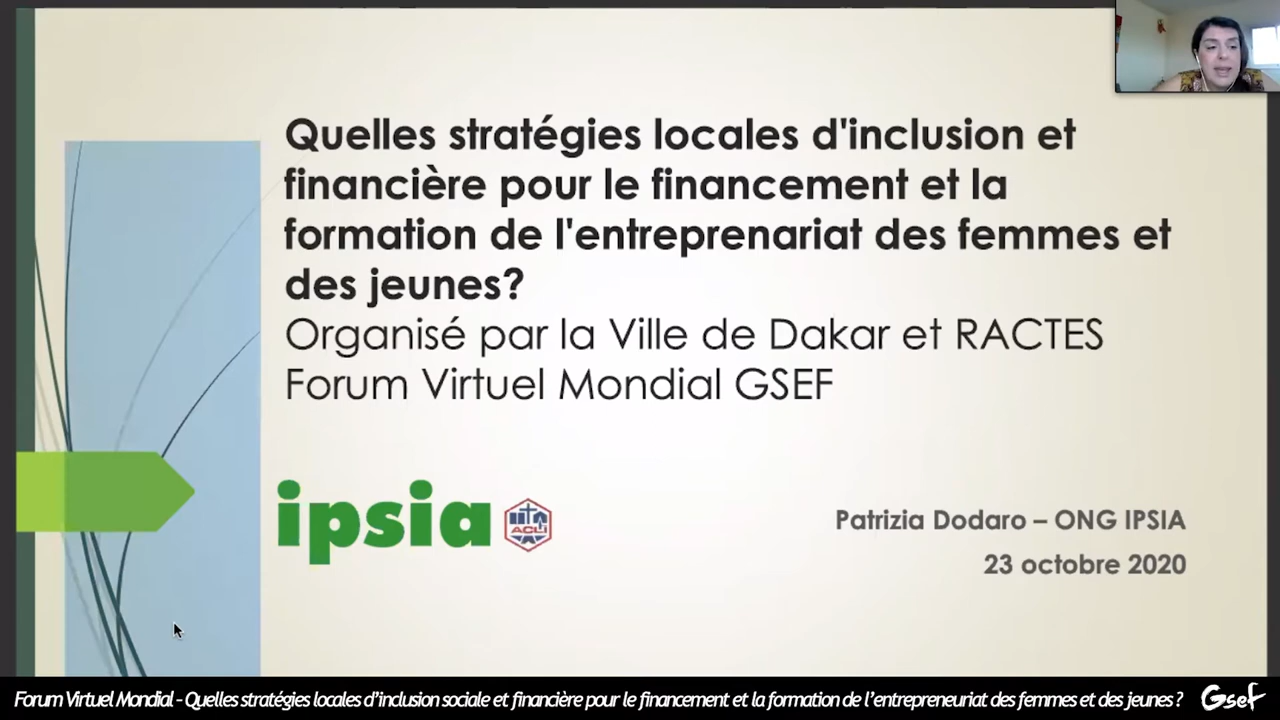 Quelles stratégies locales d'inclusion et
financière pour le financement et la
formation de l'entreprenariat des femmes et
des jeunes?
Organisé par la Ville de Dakar et RACTES
Forum Virtuel Mondial GSEF
ipsia
ACLI
Patrizia Dodaro – ONG IPSIA
23 octobre 2020
Forum Virtuel Mondial - Quelles stratégies locales d'inclusion sociale et financière pour le financement et la formation de l'entrepreneuriat des femmes et des jeunes ?
Gsef